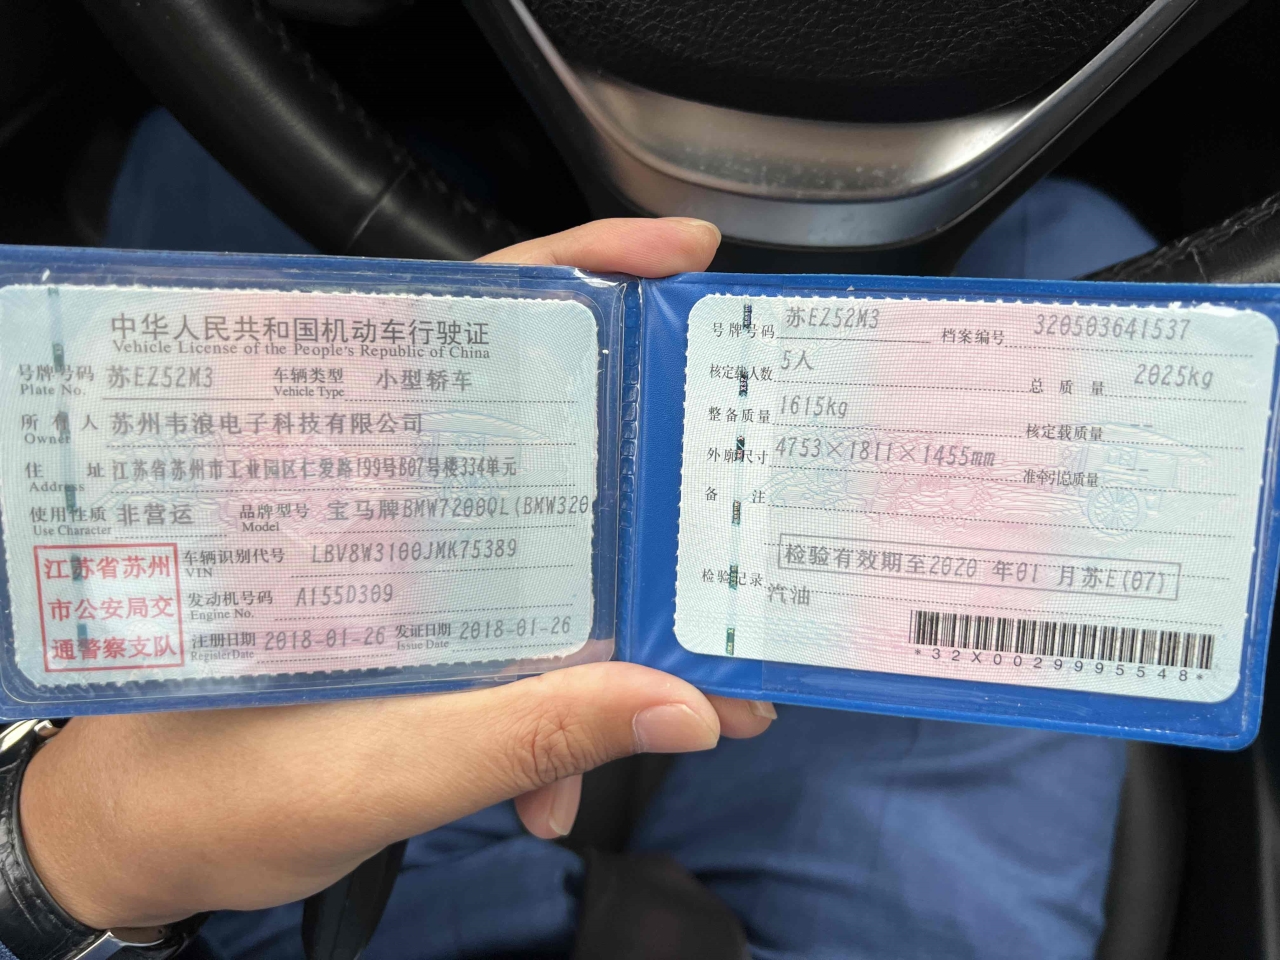 中华人民共和国机动车行驶证
Vehicle License of the People's Republic of China
号牌号码 苏EZ52M3 车辆类型 小型轿车
Plate No. Vehicle Type
所有人 苏州韦浪电子科技有限公司
Owner
住址 江苏省苏州市工业园区仁爱路199号B07号楼334单元
Address
使用性质 非营运 品牌型号 宝马牌BMW7200QL(BMW320
Use Character Model
江苏省苏州
市公安局交
通警察支队
车辆识别代号 LBV8W3100JMK75389
VIN
发动机号码 A155D309
Engine No.
注册日期 2018-01-26 发证日期 2018-01-26
Register Date Issue Date
号牌号码 苏EZ52M3 档案编号 320503641537
核定载人数 5人 总质量 2025kg
整备质量 1615kg 核定载质量 --
外廓尺寸 4753×1811×1455mm 准牵引总质量 --
备注
检验有效期至2020 年01 月苏E(07)
检验记录
汽油
*32X0029995548*